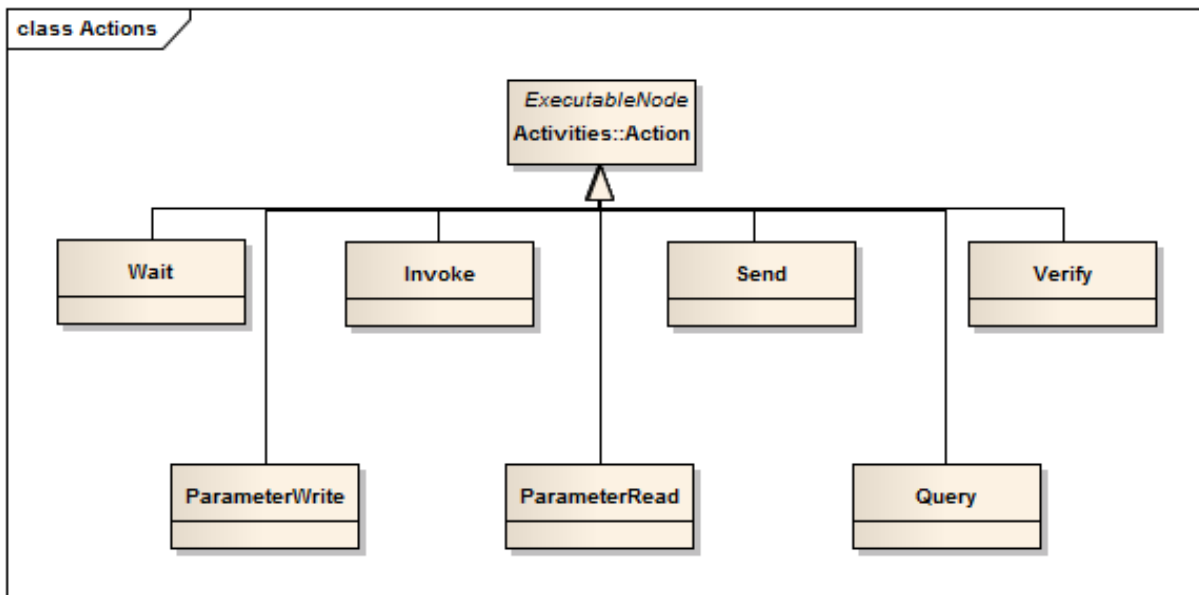 class Actions
ExecutableNode
Activities::Action
Wait
Invoke
Send
Verify
ParameterWrite
ParameterRead
Query